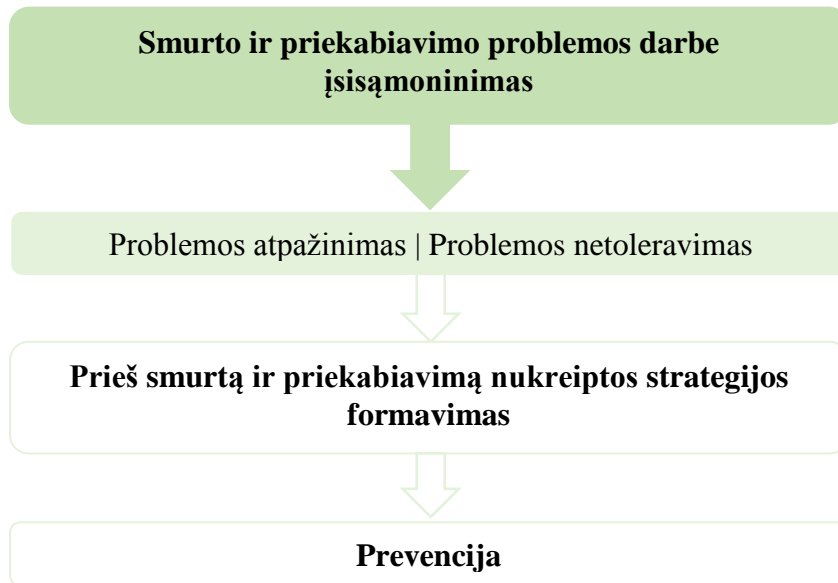 Smurto ir priekabiavimo problemos darbe
įsisąmoninimas
Problemos atpažinimas | Problemos netoleravimas
Prieš smurtą ir priekabiavimą nukreiptos strategijos
formavimas
Prevencija